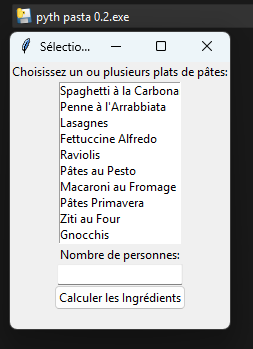 pyth pasta 0.2.exe
Sélectio...
Choisissez un ou plusieurs plats de pâtes:
Spaghetti à la Carbona
Penne à l'Arrabbiata
Lasagnes
Fettuccine Alfredo
Raviolis
Pâtes au Pesto
Macaroni au Fromage
Pâtes Primavera
Ziti au Four
Gnocchis
Nombre de personnes:
Calculer les Ingrédients